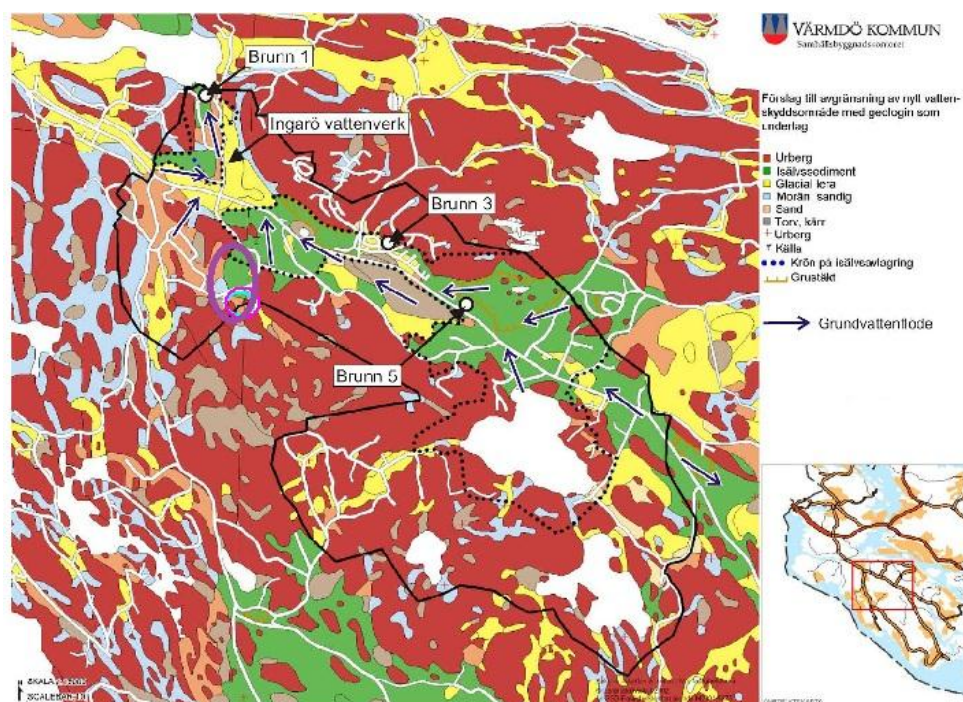 VÄRMDÖ KOMMUN
Samhällsbyggnadskontoret
Förslag till avgränsning av nytt vatten-
skyddsområde med geologin som
underlag
Urberg
Isälvssediment
Glacial lera
Morän sandig
Sand
Torv, kärr
Urberg
Källa
Krön på isälvsavlagring
Grustäkt
Grundvattenflöde
Brunn 1
Ingarö vattenverk
Brunn 3
Brunn 5
SKALA